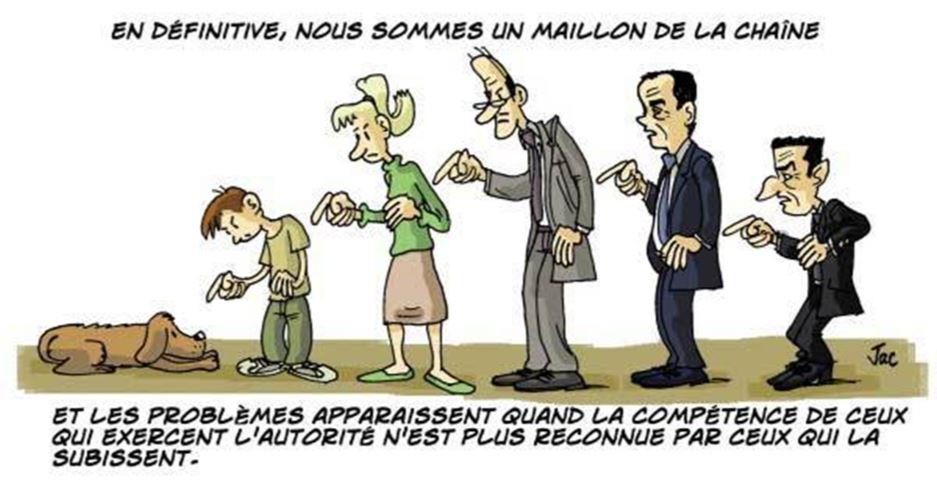 EN DÉFINITIVE, NOUS SOMMES UN MAILLON DE LA CHAÎNE
Jac
ET LES PROBLÈMES APPARAISSENT QUAND LA COMPÉTENCE DE CEUX
QUI EXERCENT L'AUTORITÉ N'EST PLUS RECONNUE PAR CEUX QUI LA
SUBISSENT.